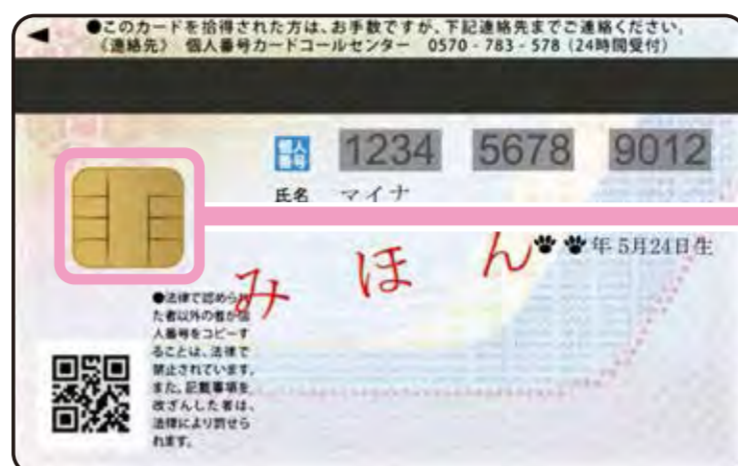 ●このカードを拾得された方は、お手数ですが、下記連絡先までご連絡ください。
《連絡先》 個人番号カードコールセンター 0570-783-578（24時間受付）
個人番号 1234 5678 9012
氏名 マイナ
年 5月24日生
みほん
●法律で認められ
た者以外の者が個
人番号をコピーす
ることは、法律で
禁止されています。
また、記載事項を
改ざんした者は、
法律により罰せら
れます。